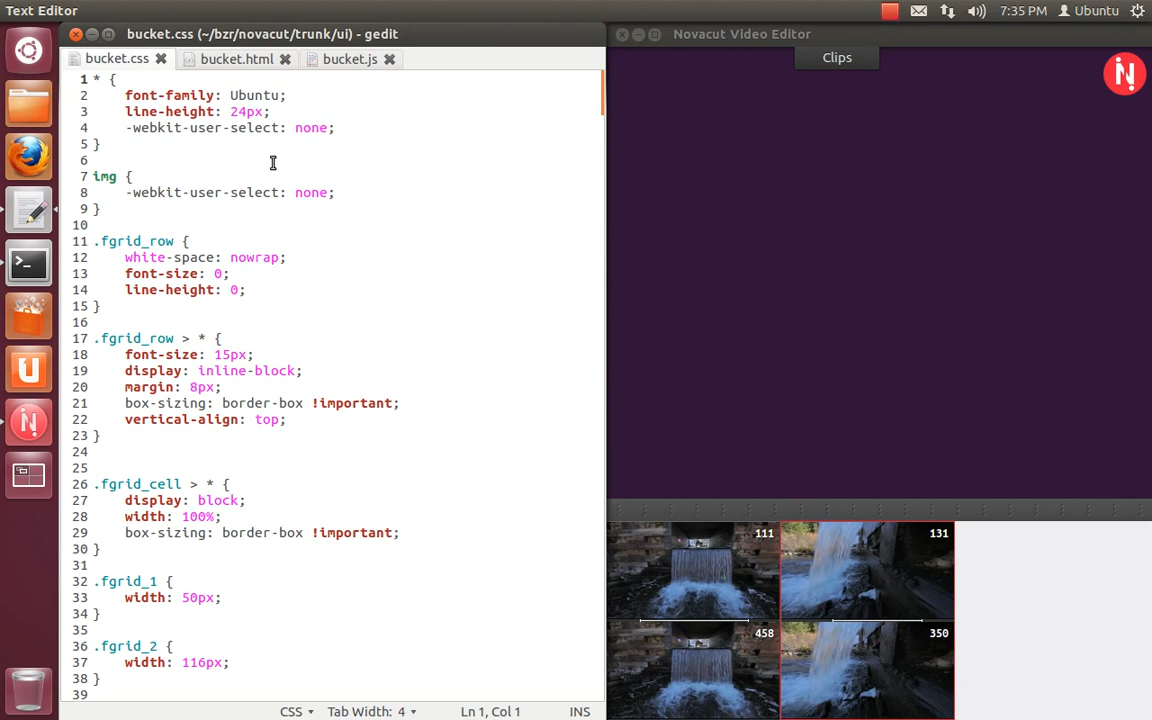 Text Editor
7:35 PM
Ubuntu
bucket.css (~/bzr/novacut/trunk/ui) - gedit
Novacut Video Editor
bucket.css
bucket.html
bucket.js
Clips
1 * {
2     font-family: Ubuntu;
3     line-height: 24px;
4     -webkit-user-select: none;
5 }
6
7 img {
8     -webkit-user-select: none;
9 }
10
11 .fgrid_row {
12     white-space: nowrap;
13     font-size: 0;
14     line-height: 0;
15 }
16
17 .fgrid_row > * {
18     font-size: 15px;
19     display: inline-block;
20     margin: 8px;
21     box-sizing: border-box !important;
22     vertical-align: top;
23 }
24
25
26 .fgrid_cell > * {
27     display: block;
28     width: 100%;
29     box-sizing: border-box !important;
30 }
31
32 .fgrid_1 {
33     width: 50px;
34 }
35
36 .fgrid_2 {
37     width: 116px;
38 }
39
111
131
458
350
CSS
Tab Width: 4
Ln 1, Col 1
INS